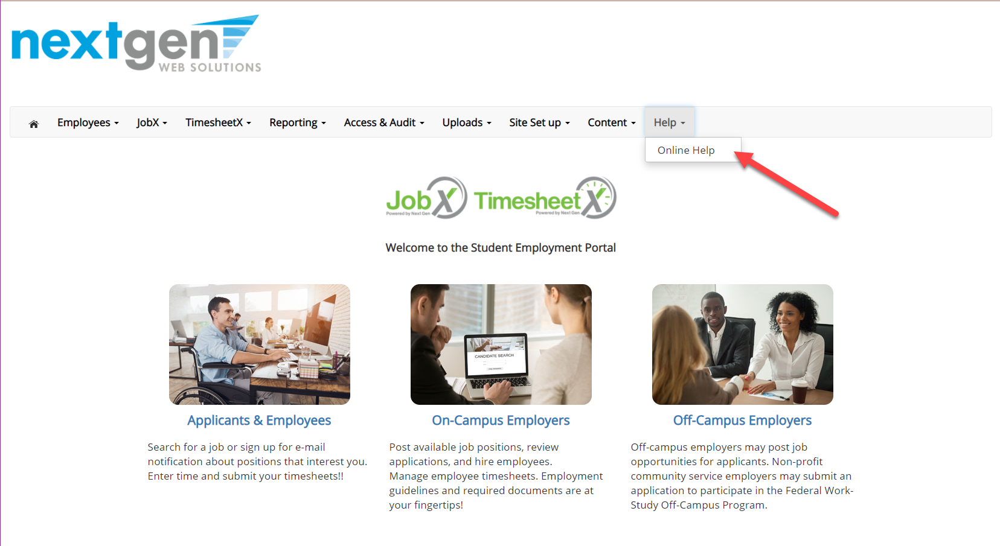 nextgen
WEB SOLUTIONS
Employees JobX TimesheetX Reporting Access & Audit Uploads Site Set up Content Help
Online Help
JobX TimesheetX
Powered by Next Gen Powered by Next Gen
Welcome to the Student Employment Portal
CANDIDATE SEARCH
Applicants & Employees
Search for a job or sign up for e-mail
notification about positions that interest you.
Enter time and submit your timesheets!!
On-Campus Employers
Post available job positions, review
applications, and hire employees.
Manage employee timesheets. Employment
guidelines and required documents are at
your fingertips!
Off-Campus Employers
Off-campus employers may post job
opportunities for applicants. Non-profit
community service employers may submit an
application to participate in the Federal Work-
Study Off-Campus Program.